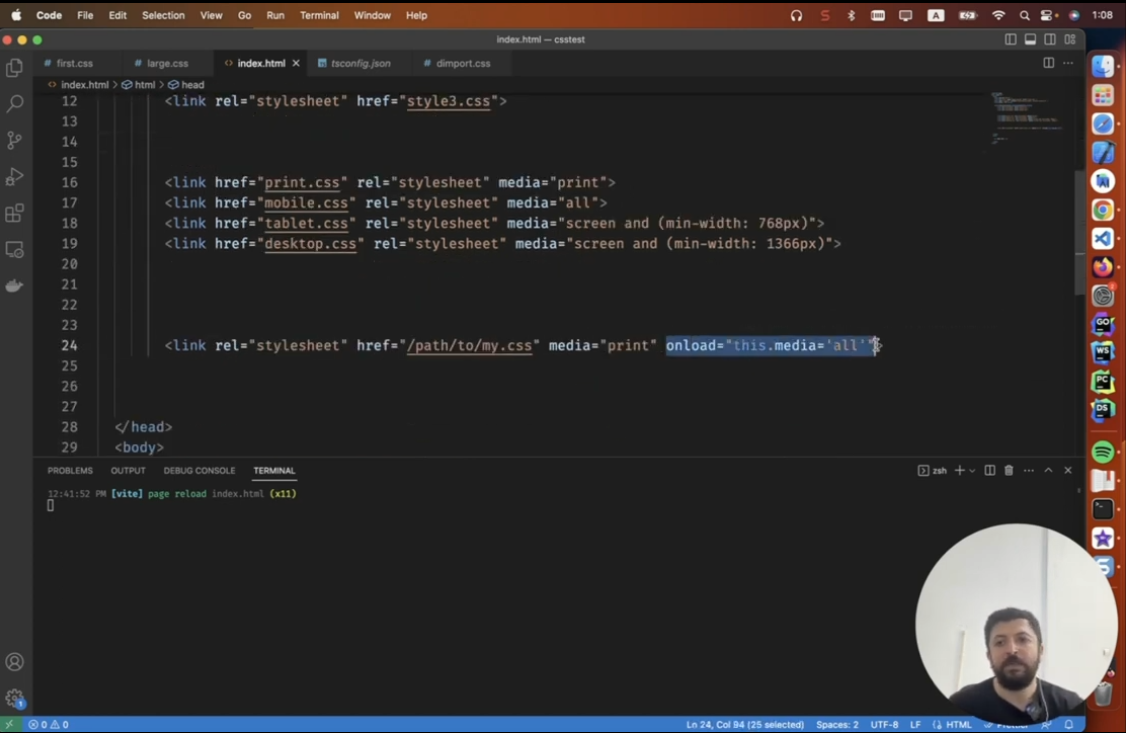 Code File Edit Selection View Go Run Terminal Window Help
A
1:08
index.html — csstest
# first.css # large.css <> index.html × tsconfig.json # dimport.css
<> index.html > html > head
12 <link rel="stylesheet" href="style3.css">
13
14
15
16 <link href="print.css" rel="stylesheet" media="print">
17 <link href="mobile.css" rel="stylesheet" media="all">
18 <link href="tablet.css" rel="stylesheet" media="screen and (min-width: 768px)">
19 <link href="desktop.css" rel="stylesheet" media="screen and (min-width: 1366px)">
20
21
22
23
24 <link rel="stylesheet" href="/path/to/my.css" media="print" onload="this.media='all'">
25
26
27
28 </head>
29 <body>
PROBLEMS OUTPUT DEBUG CONSOLE TERMINAL
zsh
12:41:52 PM [vite] page reload index.html (x11)
GO
WS
PC
DS
0 0
Ln 24, Col 94 (25 selected) Spaces: 2 UTF-8 LF HTML Prettier